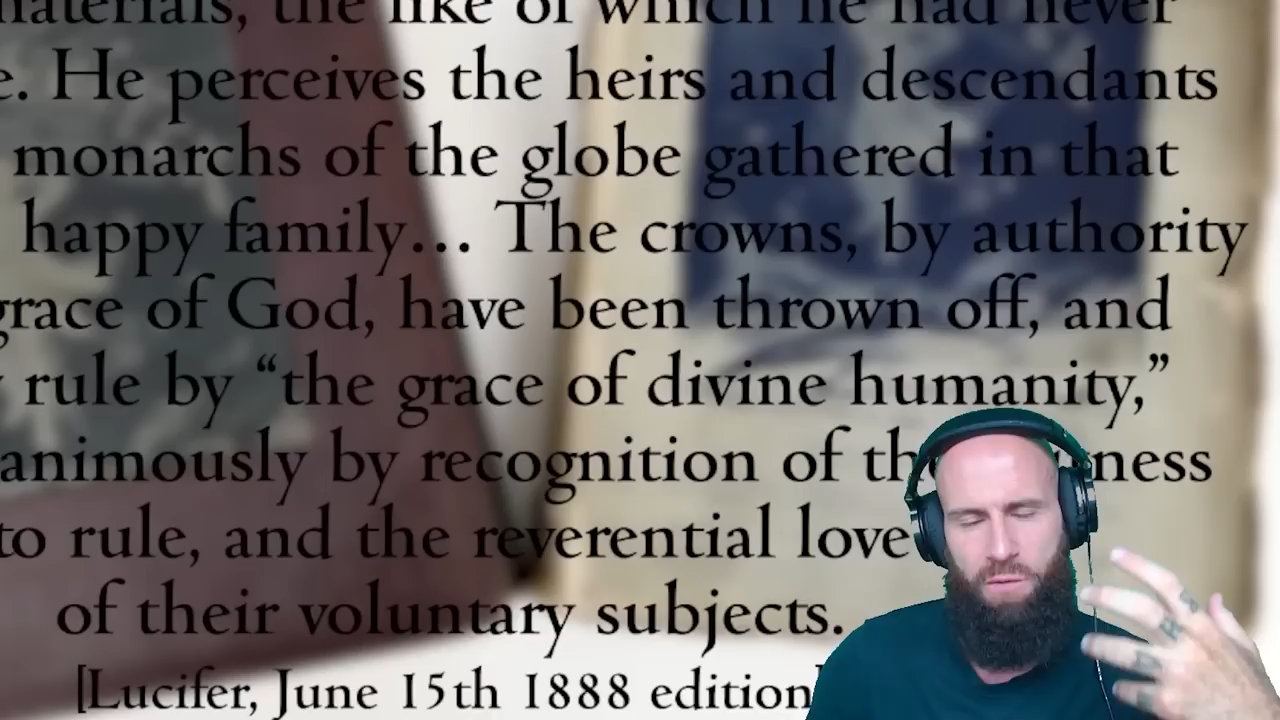 materials, the like of which he had never
e. He perceives the heirs and descendants
monarchs of the globe gathered in that
happy family… The crowns, by authority
grace of God, have been thrown off, and
rule by “the grace of divine humanity,”
animously by recognition of ness
to rule, and the reverential love
of their voluntary subjects.
[Lucifer, June 15th 1888 edition